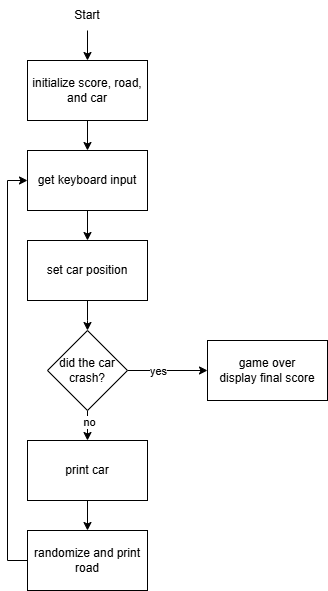 Start
initialize score, road,
and car
get keyboard input
set car position
did the car
crash?
yes
game over
display final score
no
print car
randomize and print
road